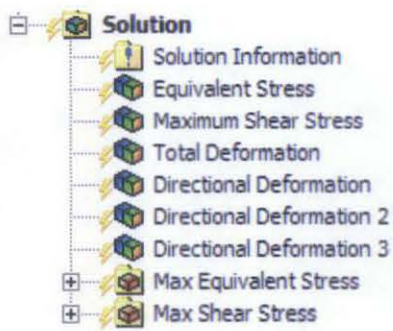 Solution
Solution Information
Equivalent Stress
Maximum Shear Stress
Total Deformation
Directional Deformation
Directional Deformation 2
Directional Deformation 3
Max Equivalent Stress
Max Shear Stress